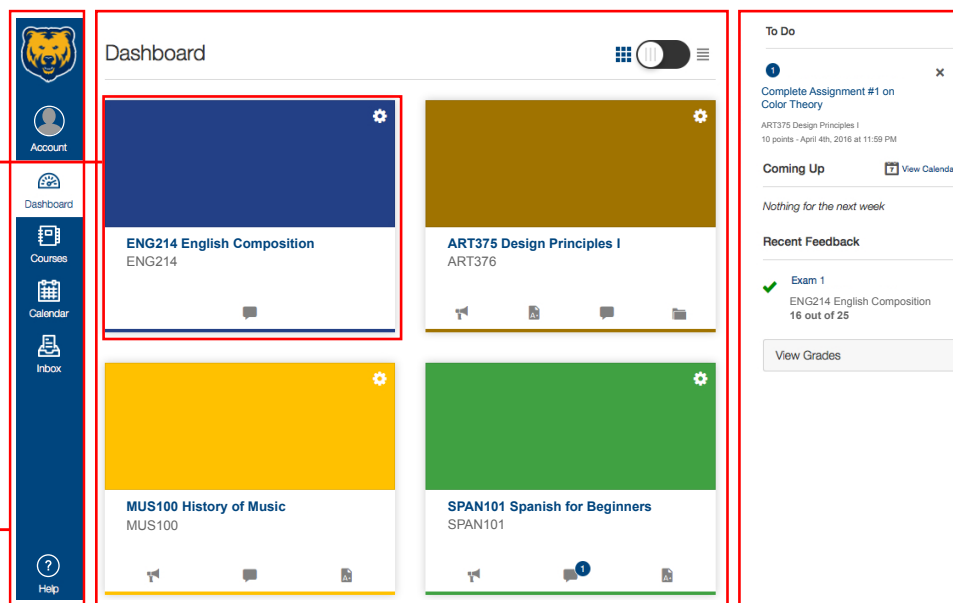 Account
Dashboard
Courses
Calendar
Inbox
Help
Dashboard
ENG214 English Composition
ENG214
ART375 Design Principles I
ART376
MUS100 History of Music
MUS100
SPAN101 Spanish for Beginners
SPAN101
1
To Do
1
Complete Assignment #1 on
Color Theory
ART375 Design Principles I
10 points - April 4th, 2016 at 11:59 PM
Coming Up
7 View Calenda
Nothing for the next week
Recent Feedback
Exam 1
ENG214 English Composition
16 out of 25
View Grades